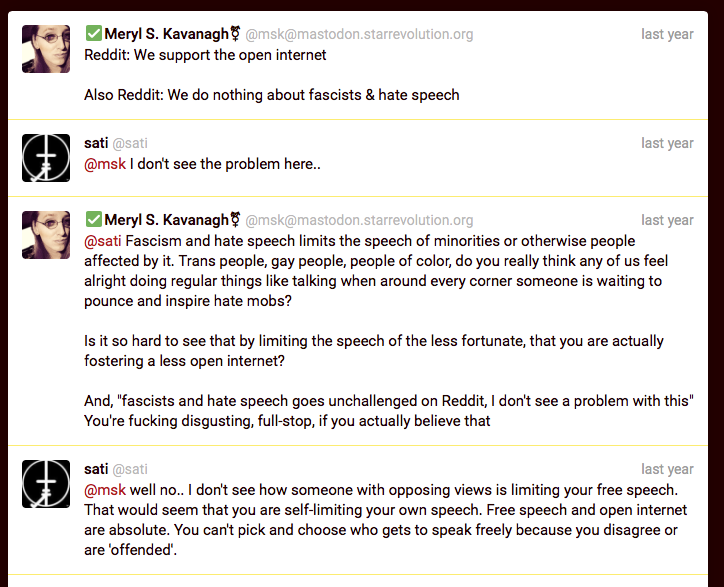 ✅Meryl S. Kavanagh⚧ @msk@mastodon.starrevolution.org last year
Reddit: We support the open internet
Also Reddit: We do nothing about fascists & hate speech
sati @sati last year
@msk I don't see the problem here..
✅Meryl S. Kavanagh⚧ @msk@mastodon.starrevolution.org last year
@sati Fascism and hate speech limits the speech of minorities or otherwise people
affected by it. Trans people, gay people, people of color, do you really think any of us feel
alright doing regular things like talking when around every corner someone is waiting to
pounce and inspire hate mobs?
Is it so hard to see that by limiting the speech of the less fortunate, that you are actually
fostering a less open internet?
And, "fascists and hate speech goes unchallenged on Reddit, I don't see a problem with this"
You're fucking disgusting, full-stop, if you actually believe that
sati @sati last year
@msk well no.. I don't see how someone with opposing views is limiting your free speech.
That would seem that you are self-limiting your own speech. Free speech and open internet
are absolute. You can't pick and choose who gets to speak freely because you disagree or
are 'offended'.